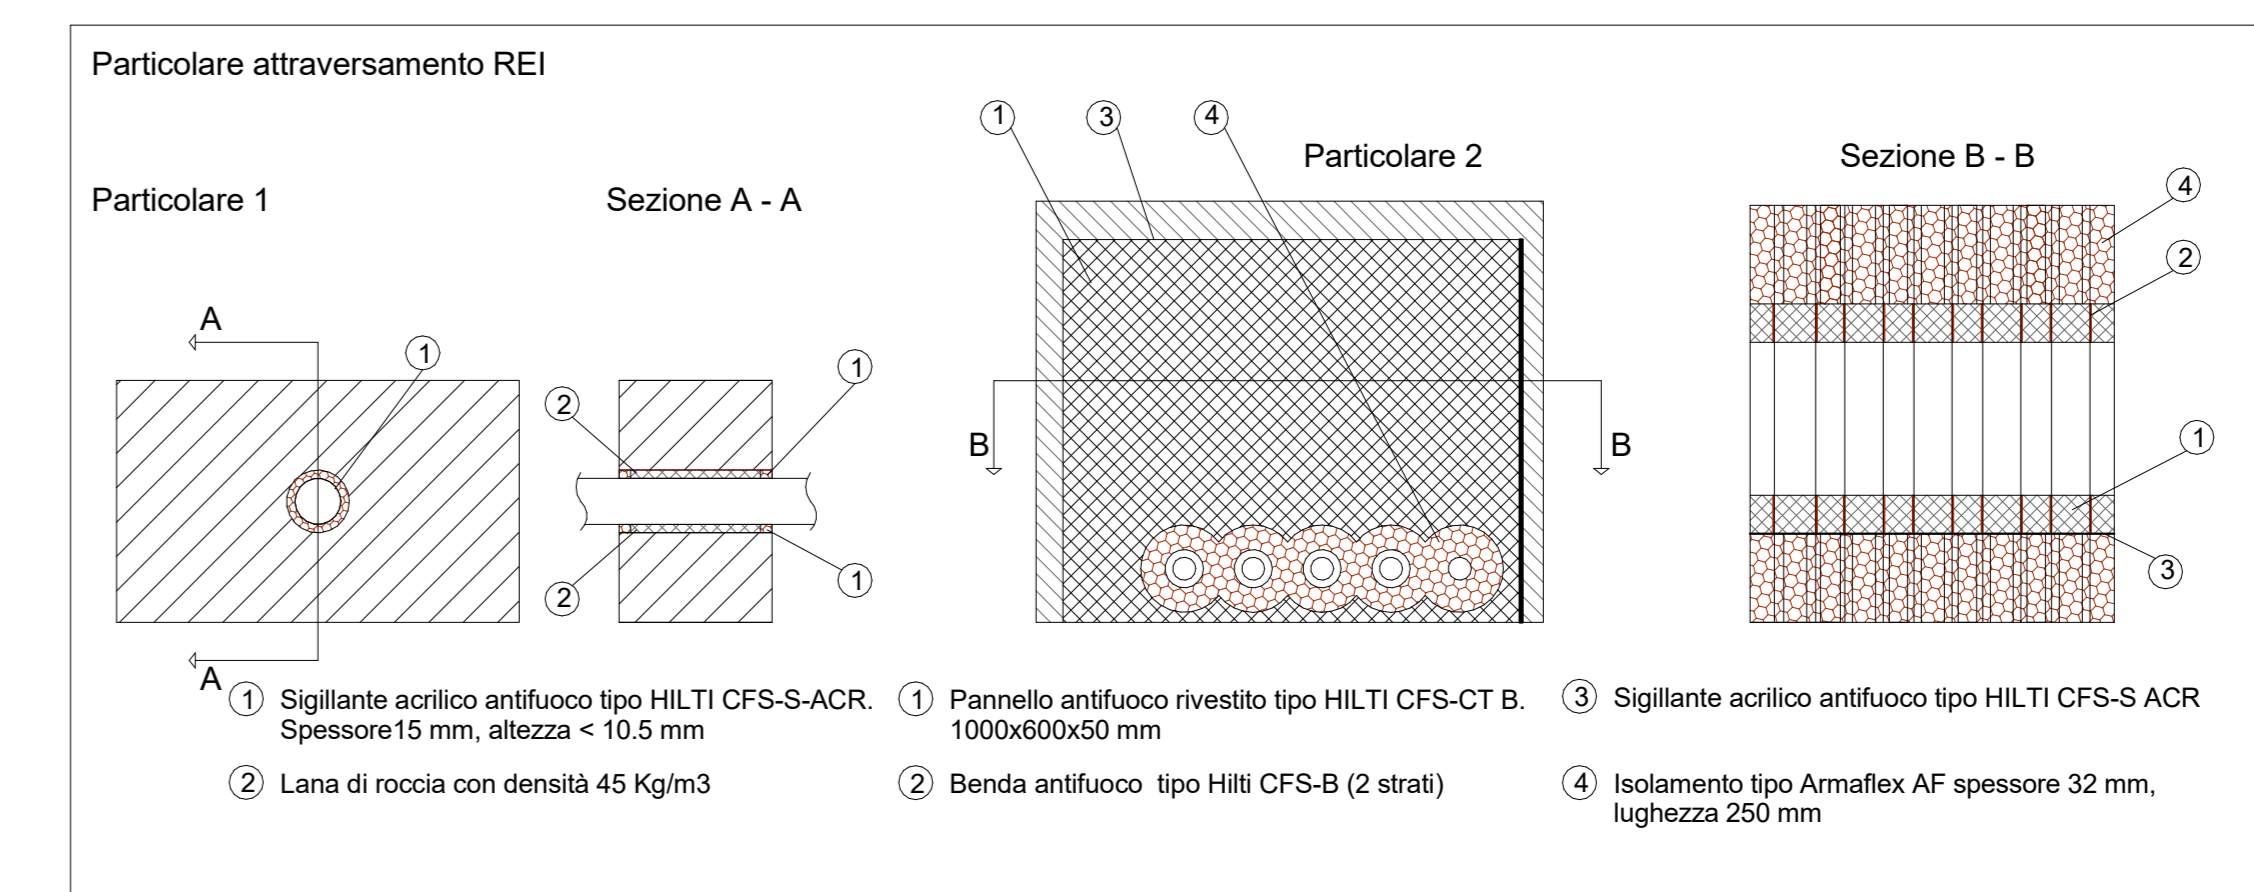 Particolare attraversamento REI
Particolare 1
Sezione A - A
Particolare 2
Sezione B - B
A
A
1
2
2
1
1
1
3
4
B
B
4
2
1
3
1 Sigillante acrilico antifuoco tipo HILTI CFS-S-ACR.
Spessore15 mm, altezza < 10.5 mm
2 Lana di roccia con densità 45 Kg/m3
1 Pannello antifuoco rivestito tipo HILTI CFS-CT B.
1000x600x50 mm
2 Benda antifuoco tipo Hilti CFS-B (2 strati)
3 Sigillante acrilico antifuoco tipo HILTI CFS-S ACR
4 Isolamento tipo Armaflex AF spessore 32 mm,
lughezza 250 mm